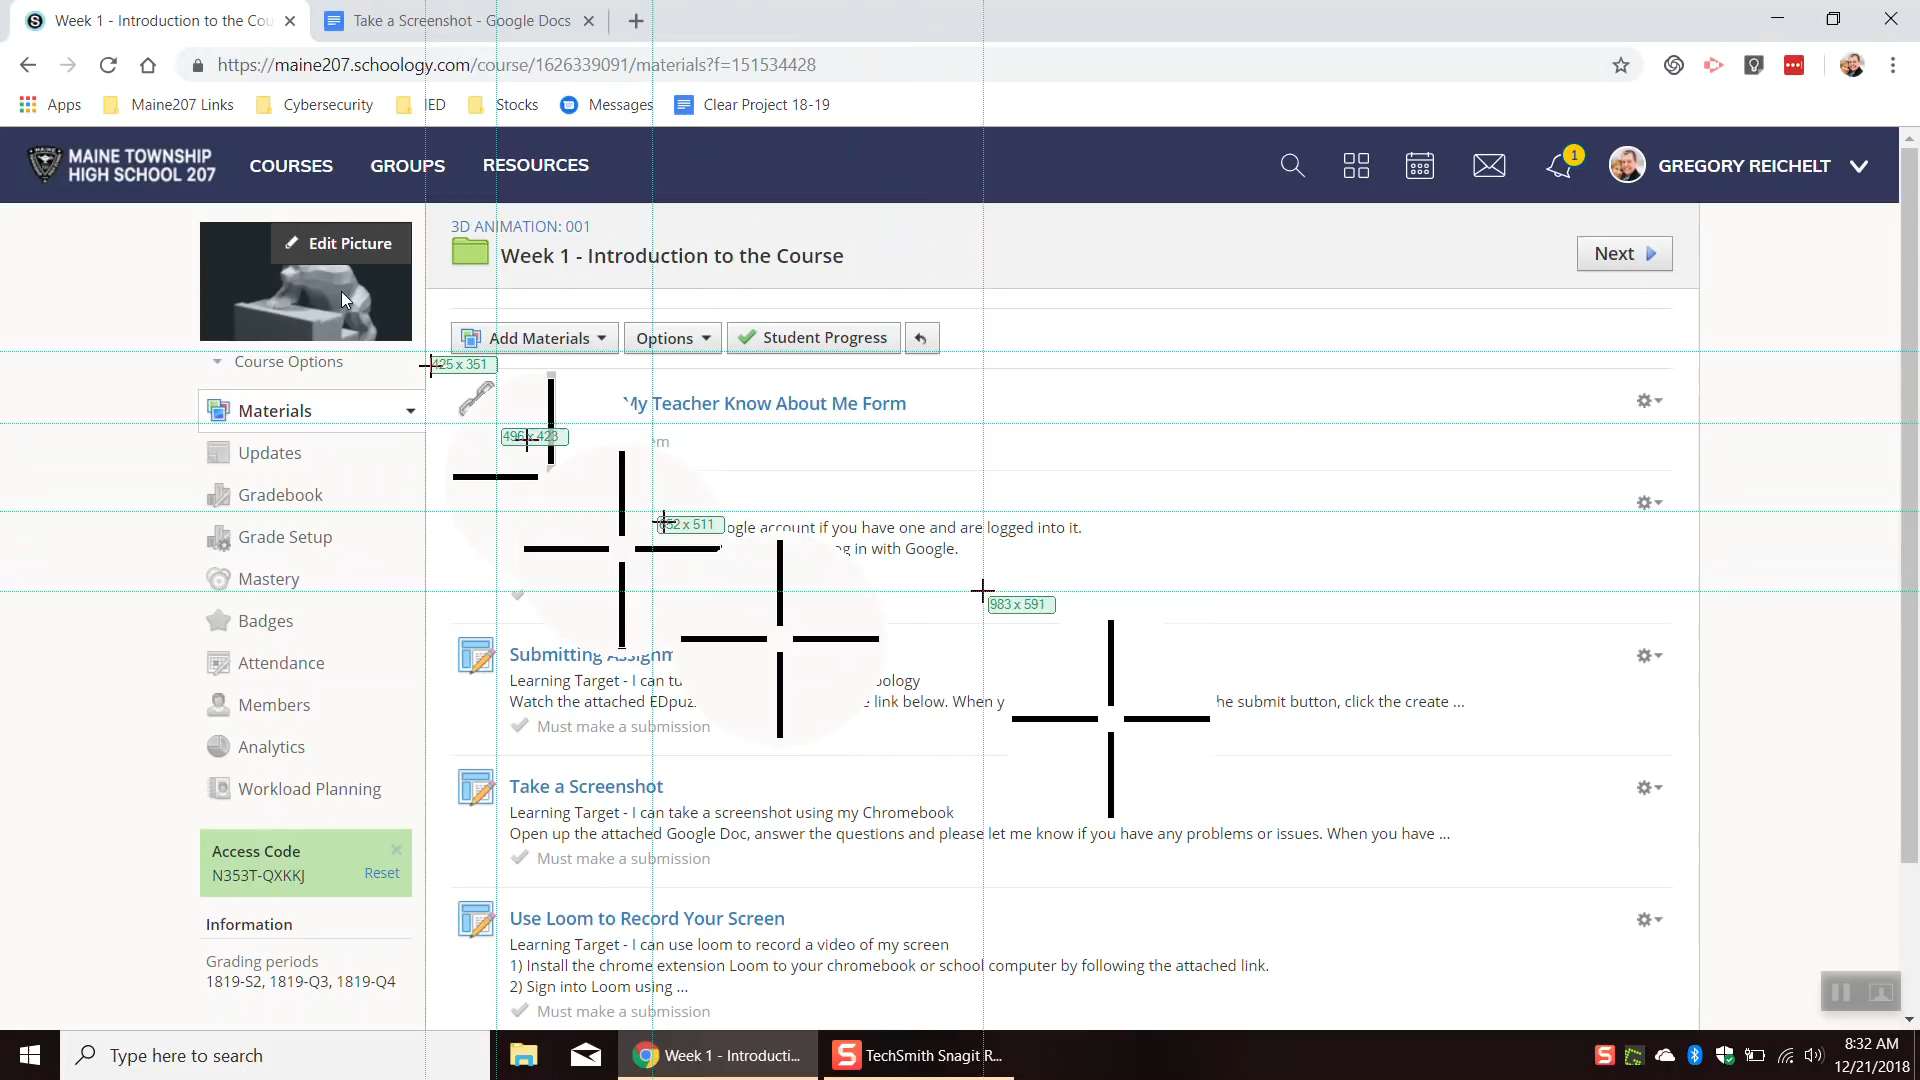 Week 1 - Introduction to the Cou
Take a Screenshot - Google Docs
https://maine207.schoology.com/course/1626339091/materials?f=151534428
Apps
Maine207 Links
Cybersecurity
IED
Stocks
Messages
Clear Project 18-19
MAINE TOWNSHIP
HIGH SCHOOL 207
COURSES
GROUPS
RESOURCES
1
GREGORY REICHELT
Edit Picture
3D ANIMATION: 001
Week 1 - Introduction to the Course
Next
Add Materials
Options
Student Progress
Course Options
425 x 351
Materials
My Teacher Know About Me Form
496 x 423
em
Updates
Gradebook
652 x 511
ogle account if you have one and are logged into it.
og in with Google.
Grade Setup
Mastery
983 x 591
Badges
Attendance
Members
Analytics
Workload Planning
Submitting Assignm
Learning Target - I can tu
oology
Watch the attached EDpuz
e link below. When y
he submit button, click the create ...
Must make a submission
Take a Screenshot
Learning Target - I can take a screenshot using my Chromebook
Open up the attached Google Doc, answer the questions and please let me know if you have any problems or issues. When you have ...
Must make a submission
Access Code
N353T-QXKKJ
Reset
Information
Grading periods
1819-S2, 1819-Q3, 1819-Q4
Use Loom to Record Your Screen
Learning Target - I can use loom to record a video of my screen
1) Install the chrome extension Loom to your chromebook or school computer by following the attached link.
2) Sign into Loom using ...
Must make a submission
Type here to search
Week 1 - Introducti...
TechSmith Snagit R...
8:32 AM
12/21/2018